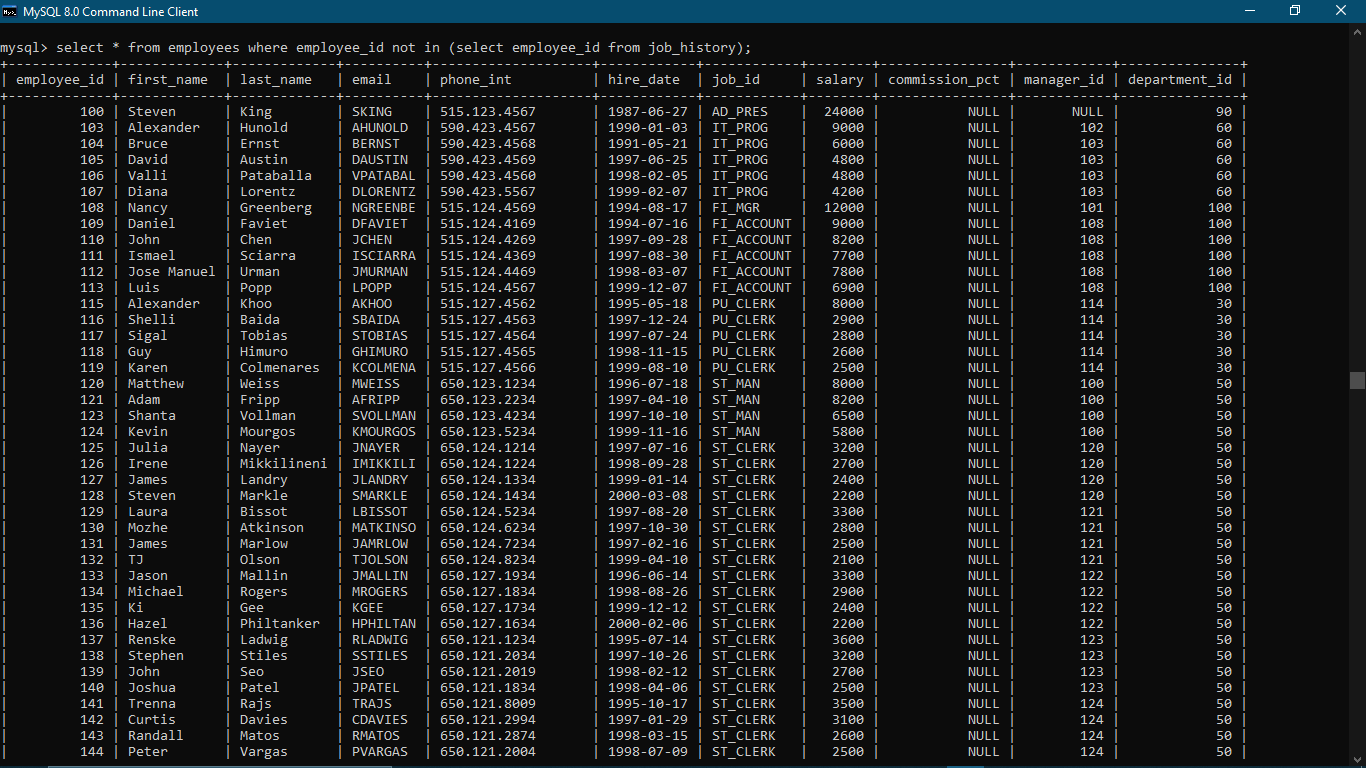 MySQL 8.0 Command Line Client
mysql> select * from employees where employee_id not in (select employee_id from job_history);
+-------------+-------------+-------------+----------+--------------------+------------+------------+--------+----------------+------------+---------------+
| employee_id | first_name | last_name | email | phone_int | hire_date | job_id | salary | commission_pct | manager_id | department_id |
+-------------+-------------+-------------+----------+--------------------+------------+------------+--------+----------------+------------+---------------+
| 100 | Steven | King | SKING | 515.123.4567 | 1987-06-27 | AD_PRES | 24000 | NULL | NULL | 90 |
| 103 | Alexander | Hunold | AHUNOLD | 590.423.4567 | 1990-01-03 | IT_PROG | 9000 | NULL | 102 | 60 |
| 104 | Bruce | Ernst | BERNST | 590.423.4568 | 1991-05-21 | IT_PROG | 6000 | NULL | 103 | 60 |
| 105 | David | Austin | DAUSTIN | 590.423.4569 | 1997-06-25 | IT_PROG | 4800 | NULL | 103 | 60 |
| 106 | Valli | Pataballa | VPATABAL | 590.423.4560 | 1998-02-05 | IT_PROG | 4800 | NULL | 103 | 60 |
| 107 | Diana | Lorentz | DLORENTZ | 590.423.5567 | 1999-02-07 | IT_PROG | 4200 | NULL | 103 | 60 |
| 108 | Nancy | Greenberg | NGREENBE | 515.124.4569 | 1994-08-17 | FI_MGR | 12000 | NULL | 101 | 100 |
| 109 | Daniel | Faviet | DFAVIET | 515.124.4169 | 1994-07-16 | FI_ACCOUNT | 9000 | NULL | 108 | 100 |
| 110 | John | Chen | JCHEN | 515.124.4269 | 1997-09-28 | FI_ACCOUNT | 8200 | NULL | 108 | 100 |
| 111 | Ismael | Sciarra | ISCIARRA | 515.124.4369 | 1997-08-30 | FI_ACCOUNT | 7700 | NULL | 108 | 100 |
| 112 | Jose Manuel | Urman | JMURMAN | 515.124.4469 | 1998-03-07 | FI_ACCOUNT | 7800 | NULL | 108 | 100 |
| 113 | Luis | Popp | LPOPP | 515.124.4567 | 1999-12-07 | FI_ACCOUNT | 6900 | NULL | 108 | 100 |
| 115 | Alexander | Khoo | AKHOO | 515.127.4562 | 1995-05-18 | PU_CLERK | 8000 | NULL | 114 | 30 |
| 116 | Shelli | Baida | SBAIDA | 515.127.4563 | 1997-12-24 | PU_CLERK | 2900 | NULL | 114 | 30 |
| 117 | Sigal | Tobias | STOBIAS | 515.127.4564 | 1997-07-24 | PU_CLERK | 2800 | NULL | 114 | 30 |
| 118 | Guy | Himuro | GHIMURO | 515.127.4565 | 1998-11-15 | PU_CLERK | 2600 | NULL | 114 | 30 |
| 119 | Karen | Colmenares | KCOLMENA | 515.127.4566 | 1999-08-10 | PU_CLERK | 2500 | NULL | 114 | 30 |
| 120 | Matthew | Weiss | MWEISS | 650.123.1234 | 1996-07-18 | ST_MAN | 8000 | NULL | 100 | 50 |
| 121 | Adam | Fripp | AFRIPP | 650.123.2234 | 1997-04-10 | ST_MAN | 8200 | NULL | 100 | 50 |
| 123 | Shanta | Vollman | SVOLLMAN | 650.123.4234 | 1997-10-10 | ST_MAN | 6500 | NULL | 100 | 50 |
| 124 | Kevin | Mourgos | KMOURGOS | 650.123.5234 | 1999-11-16 | ST_MAN | 5800 | NULL | 100 | 50 |
| 125 | Julia | Nayer | JNAYER | 650.124.1214 | 1997-07-16 | ST_CLERK | 3200 | NULL | 120 | 50 |
| 126 | Irene | Mikkilineni | IMIKKILI | 650.124.1224 | 1998-09-28 | ST_CLERK | 2700 | NULL | 120 | 50 |
| 127 | James | Landry | JLANDRY | 650.124.1334 | 1999-01-14 | ST_CLERK | 2400 | NULL | 120 | 50 |
| 128 | Steven | Markle | SMARKLE | 650.124.1434 | 2000-03-08 | ST_CLERK | 2200 | NULL | 120 | 50 |
| 129 | Laura | Bissot | LBISSOT | 650.124.5234 | 1997-08-20 | ST_CLERK | 3300 | NULL | 121 | 50 |
| 130 | Mozhe | Atkinson | MATKINSO | 650.124.6234 | 1997-10-30 | ST_CLERK | 2800 | NULL | 121 | 50 |
| 131 | James | Marlow | JAMRLOW | 650.124.7234 | 1997-02-16 | ST_CLERK | 2500 | NULL | 121 | 50 |
| 132 | TJ | Olson | TJOLSON | 650.124.8234 | 1999-04-10 | ST_CLERK | 2100 | NULL | 121 | 50 |
| 133 | Jason | Mallin | JMALLIN | 650.127.1934 | 1996-06-14 | ST_CLERK | 3300 | NULL | 122 | 50 |
| 134 | Michael | Rogers | MROGERS | 650.127.1834 | 1998-08-26 | ST_CLERK | 2900 | NULL | 122 | 50 |
| 135 | Ki | Gee | KGEE | 650.127.1734 | 1999-12-12 | ST_CLERK | 2400 | NULL | 122 | 50 |
| 136 | Hazel | Philtanker | HPHILTAN | 650.127.1634 | 2000-02-06 | ST_CLERK | 2200 | NULL | 122 | 50 |
| 137 | Renske | Ladwig | RLADWIG | 650.121.1234 | 1995-07-14 | ST_CLERK | 3600 | NULL | 123 | 50 |
| 138 | Stephen | Stiles | SSTILES | 650.121.2034 | 1997-10-26 | ST_CLERK | 3200 | NULL | 123 | 50 |
| 139 | John | Seo | JSEO | 650.121.2019 | 1998-02-12 | ST_CLERK | 2700 | NULL | 123 | 50 |
| 140 | Joshua | Patel | JPATEL | 650.121.1834 | 1998-04-06 | ST_CLERK | 2500 | NULL | 123 | 50 |
| 141 | Trenna | Rajs | TRAJS | 650.121.8009 | 1995-10-17 | ST_CLERK | 3500 | NULL | 124 | 50 |
| 142 | Curtis | Davies | CDAVIES | 650.121.2994 | 1997-01-29 | ST_CLERK | 3100 | NULL | 124 | 50 |
| 143 | Randall | Matos | RMATOS | 650.121.2874 | 1998-03-15 | ST_CLERK | 2600 | NULL | 124 | 50 |
| 144 | Peter | Vargas | PVARGAS | 650.121.2004 | 1998-07-09 | ST_CLERK | 2500 | NULL | 124 | 50 |